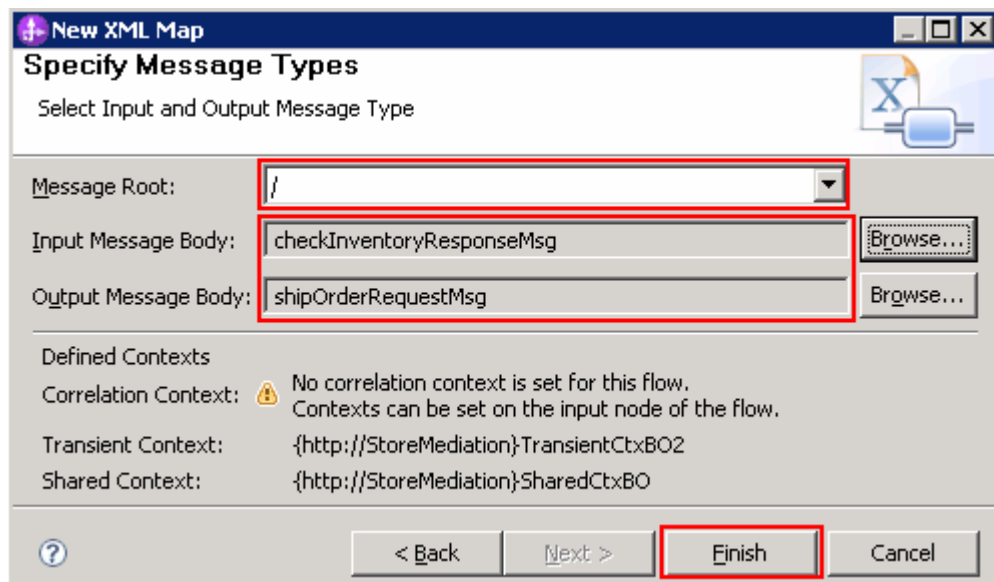 New XML Map
Specify Message Types
Select Input and Output Message Type
Message Root: /
Input Message Body: checkInventoryResponseMsg Browse...
Output Message Body: shipOrderRequestMsg Browse...
Defined Contexts
Correlation Context: No correlation context is set for this flow.
Contexts can be set on the input node of the flow.
Transient Context: {http://StoreMediation}TransientCtxBO2
Shared Context: {http://StoreMediation}SharedCtxBO
? < Back Next > Finish Cancel